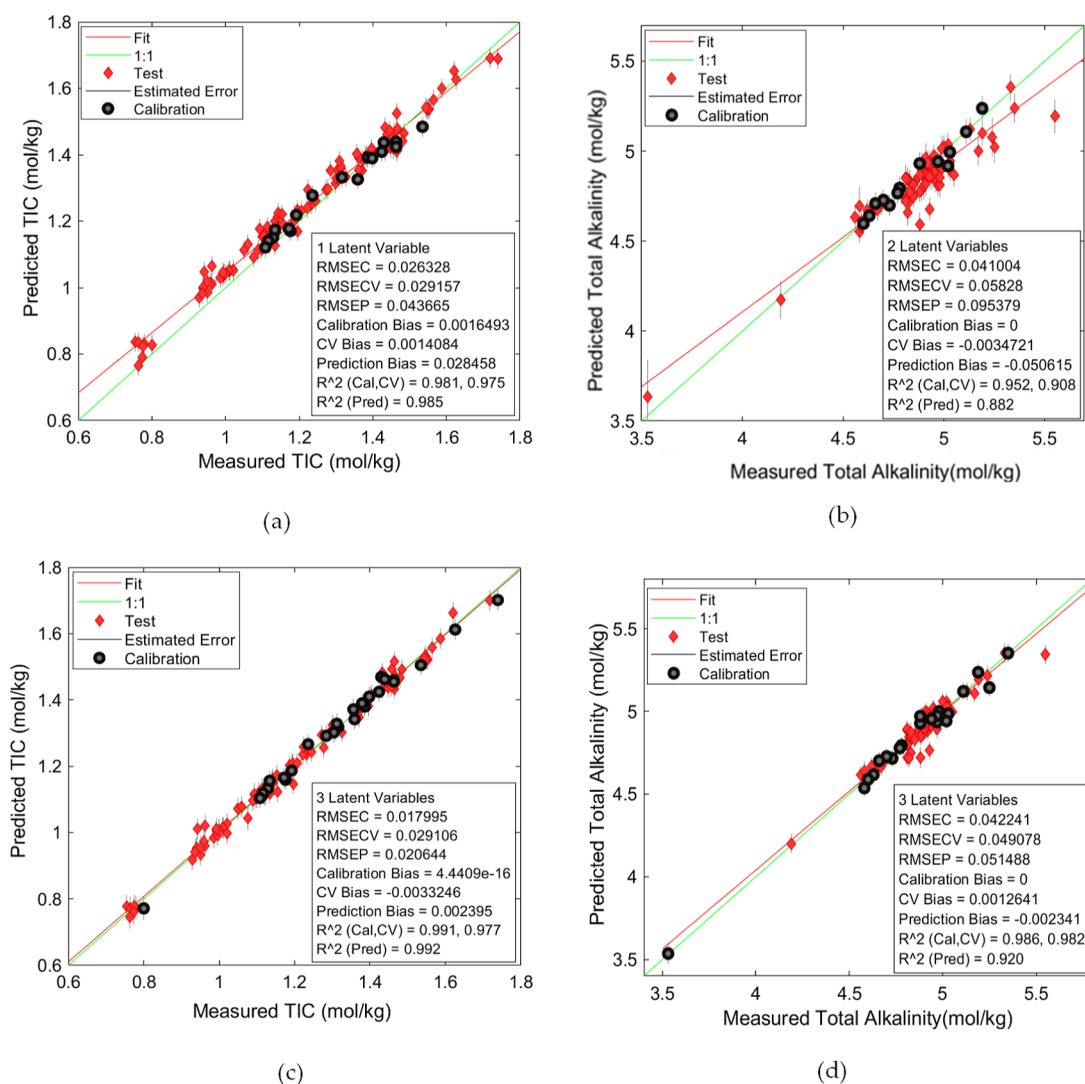 1.8
1.6
1.4
1.2
1
0.8
0.6
Predicted TIC (mol/kg)
Fit
1:1
Test
Estimated Error
Calibration
1 Latent Variable
RMSEC = 0.026328
RMSECV = 0.029157
RMSEP = 0.043665
Calibration Bias = 0.0016493
CV Bias = 0.0014084
Prediction Bias = 0.028458
R^2 (Cal,CV) = 0.981, 0.975
R^2 (Pred) = 0.985
0.6 0.8 1 1.2 1.4 1.6 1.8
Measured TIC (mol/kg)
(a)
5.5
5
4.5
4
3.5
Predicted Total Alkalinity (mol/kg)
Fit
1:1
Test
Estimated Error
Calibration
2 Latent Variables
RMSEC = 0.041004
RMSECV = 0.05828
RMSEP = 0.095379
Calibration Bias = 0
CV Bias = -0.0034721
Prediction Bias = -0.050615
R^2 (Cal,CV) = 0.952, 0.908
R^2 (Pred) = 0.882
3.5 4 4.5 5 5.5
Measured Total Alkalinity(mol/kg)
(b)
1.8
1.6
1.4
1.2
1
0.8
0.6
Predicted TIC (mol/kg)
Fit
1:1
Test
Estimated Error
Calibration
3 Latent Variables
RMSEC = 0.017995
RMSECV = 0.029106
RMSEP = 0.020644
Calibration Bias = 4.4409e-16
CV Bias = -0.0033246
Prediction Bias = 0.002395
R^2 (Cal,CV) = 0.991, 0.977
R^2 (Pred) = 0.992
0.6 0.8 1 1.2 1.4 1.6 1.8
Measured TIC (mol/kg)
(c)
5.5
5
4.5
4
3.5
Predicted Total Alkalinity (mol/kg)
Fit
1:1
Test
Estimated Error
Calibration
3 Latent Variables
RMSEC = 0.042241
RMSECV = 0.049078
RMSEP = 0.051488
Calibration Bias = 0
CV Bias = 0.0012641
Prediction Bias = -0.002341
R^2 (Cal,CV) = 0.986, 0.982
R^2 (Pred) = 0.920
3.5 4 4.5 5 5.5
Measured Total Alkalinity(mol/kg)
(d)